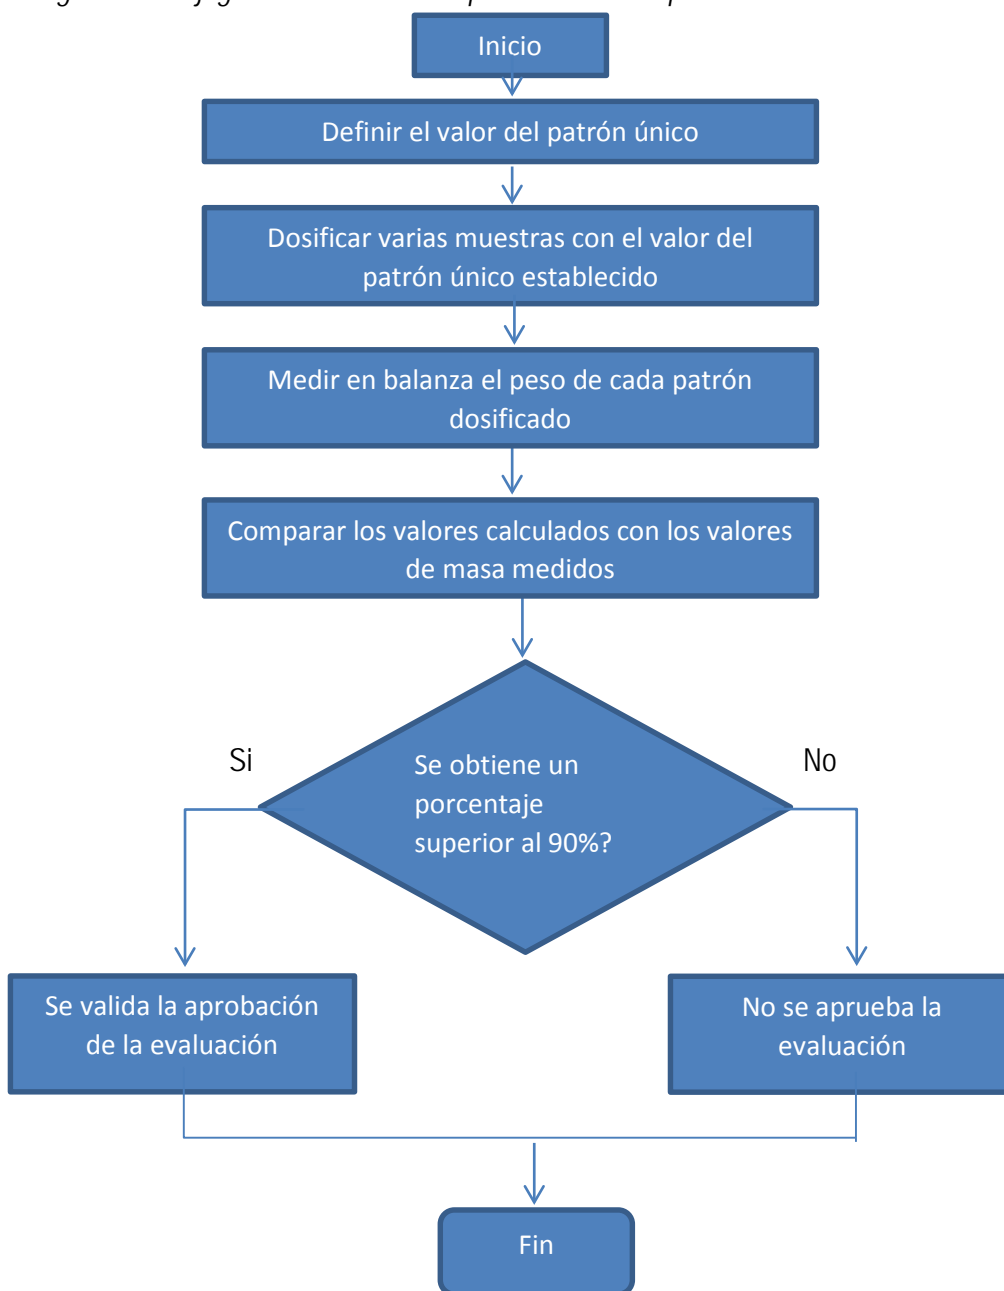 Inicio
Definir el valor del patrón único
Dosificar varias muestras con el valor del
patrón único establecido
Medir en balanza el peso de cada patrón
dosificado
Comparar los valores calculados con los valores
de masa medidos
Si
No
Se obtiene un
porcentaje
superior al 90%?
Se valida la aprobación
de la evaluación
No se aprueba la
evaluación
Fin